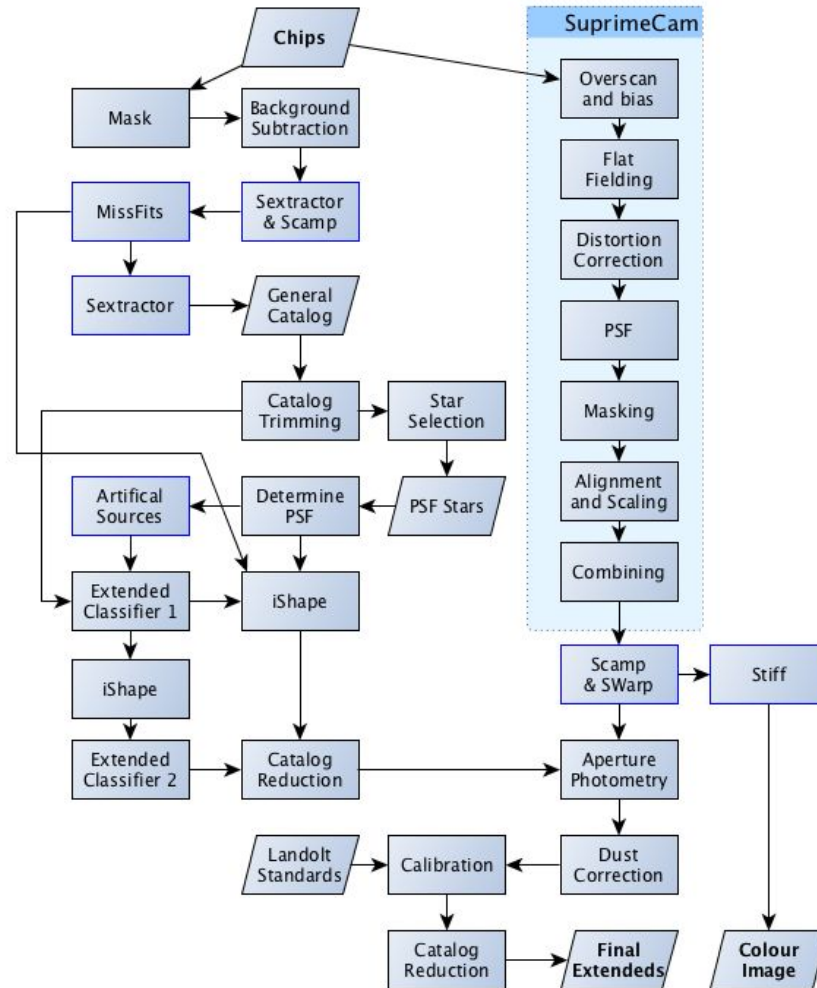 SuprimeCam
Chips
Overscan
and bias
Mask
Background
Subtraction
Flat
Fielding
MissFits
Sextractor
& Scamp
Distortion
Correction
Sextractor
General
Catalog
PSF
Catalog
Trimming
Star
Selection
Masking
Artifical
Sources
Determine
PSF
PSF Stars
Alignment
and Scaling
Extended
Classifier 1
iShape
Combining
iShape
Scamp
& SWarp
Stiff
Extended
Classifier 2
Catalog
Reduction
Aperture
Photometry
Landolt
Standards
Calibration
Dust
Correction
Catalog
Reduction
Final
Extendeds
Colour
Image